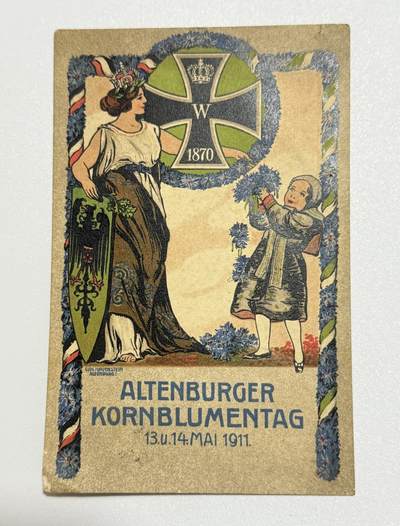 W
1870
ALTENBURGER
KORNBLUMENTAG
13.u.14.MAI 1911.